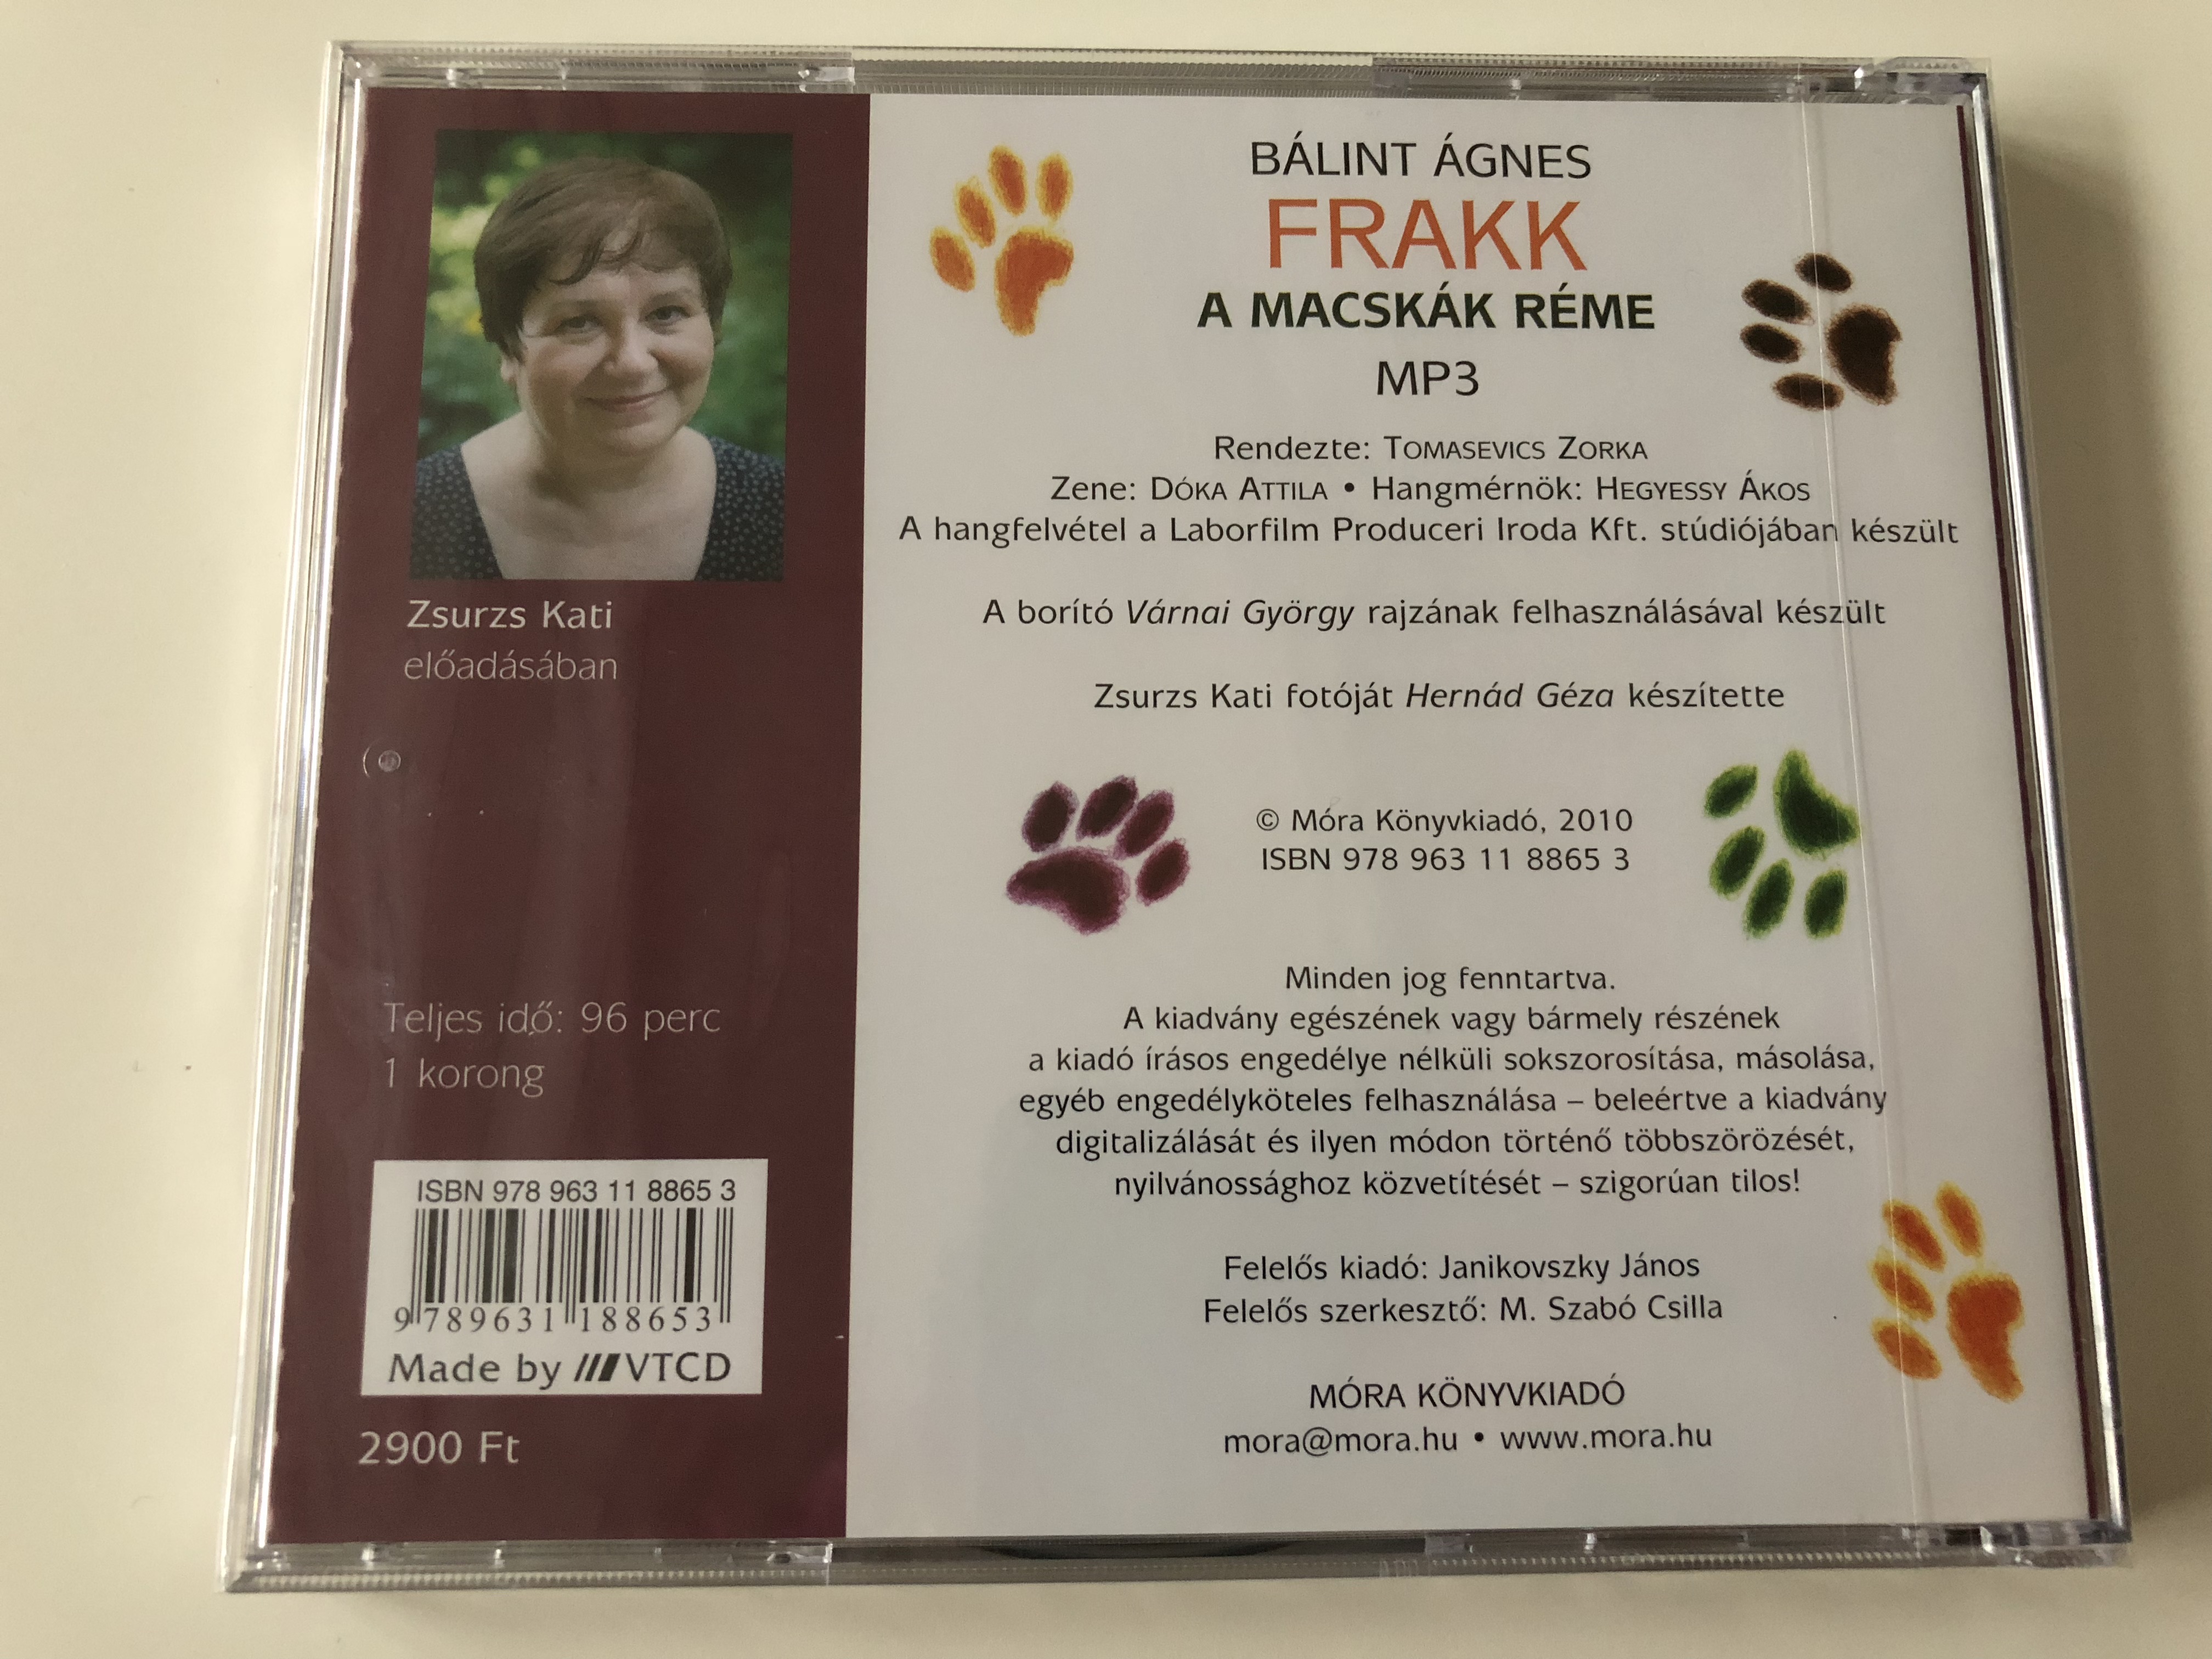 Zsurzs Kati
előadásában
Teljes idő: 96 perc
1 korong
ISBN 978 963 11 8865 3
9 789631 188653
Made by VTCD
2900 Ft
BÁLINT ÁGNES
FRAKK
A MACSKÁK RÉME
MP3
Rendezte: TOMASEVICS ZORKA
Zene: DÓKA ATTILA • Hangmérnök: HEGYESSY ÁKOS
A hangfelvétel a Laborfilm Produceri Iroda Kft. stúdiójában készült
A borító Várnai György rajzának felhasználásával készült
Zsurzs Kati fotóját Hernád Géza készítette
© Móra Könyvkiadó, 2010
ISBN 978 963 11 8865 3
Minden jog fenntartva.
A kiadvány egészének vagy bármely részének
a kiadó írásos engedélye nélküli sokszorosítása, másolása,
egyéb engedélyköteles felhasználása – beleértve a kiadvány
digitalizálását és ilyen módon történő többszörözését,
nyilvánossághoz közvetítését – szigorúan tilos!
Felelős kiadó: Janikovszky János
Felelős szerkesztő: M. Szabó Csilla
MÓRA KÖNYVKIADÓ
mora@mora.hu • www.mora.hu